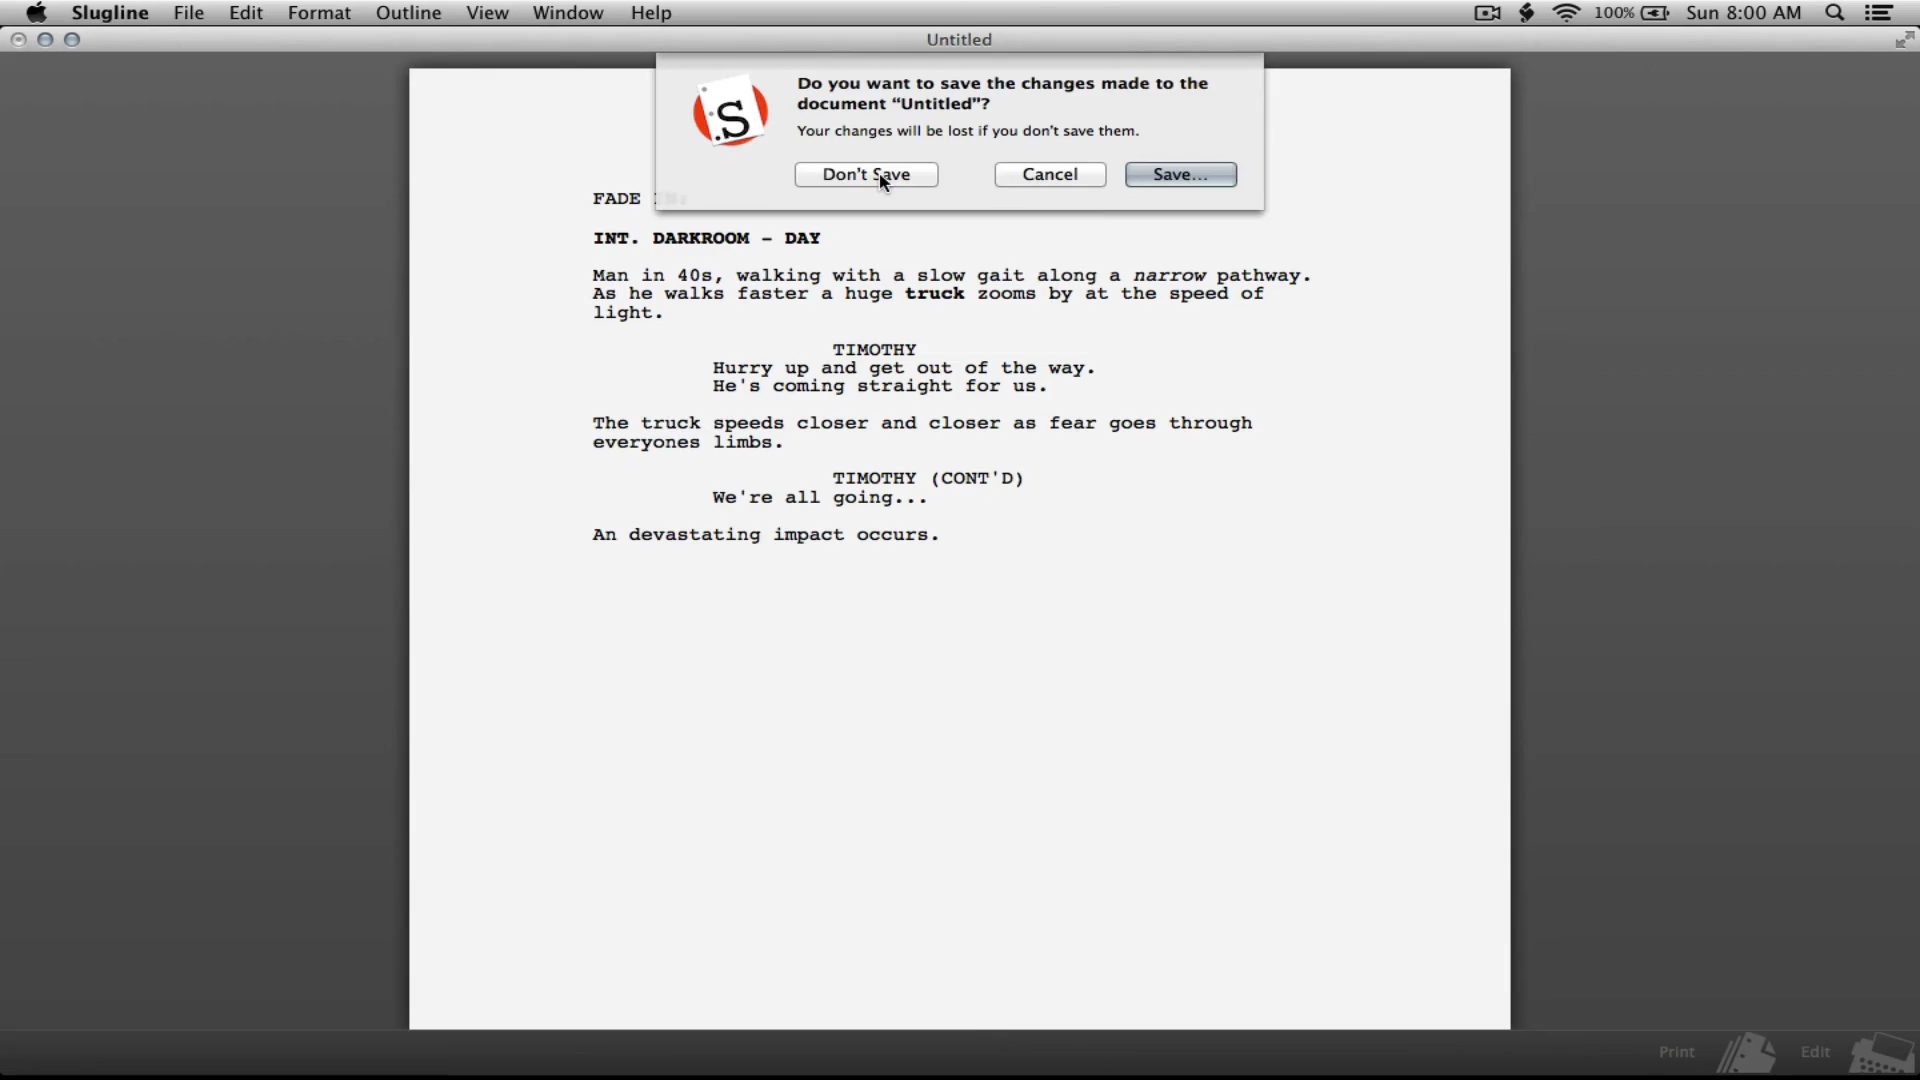 Slugline File Edit Format Outline View Window Help 100% Sun 8:00 AM
Untitled
Do you want to save the changes made to the
document “Untitled”?
Your changes will be lost if you don't save them.
Don't Save Cancel Save...
.S
FADE IN:
INT. DARKROOM - DAY
Man in 40s, walking with a slow gait along a narrow pathway.
As he walks faster a huge truck zooms by at the speed of
light.
TIMOTHY
Hurry up and get out of the way.
He's coming straight for us.
The truck speeds closer and closer as fear goes through
everyones limbs.
TIMOTHY (CONT'D)
We're all going...
An devastating impact occurs.
Print Edit